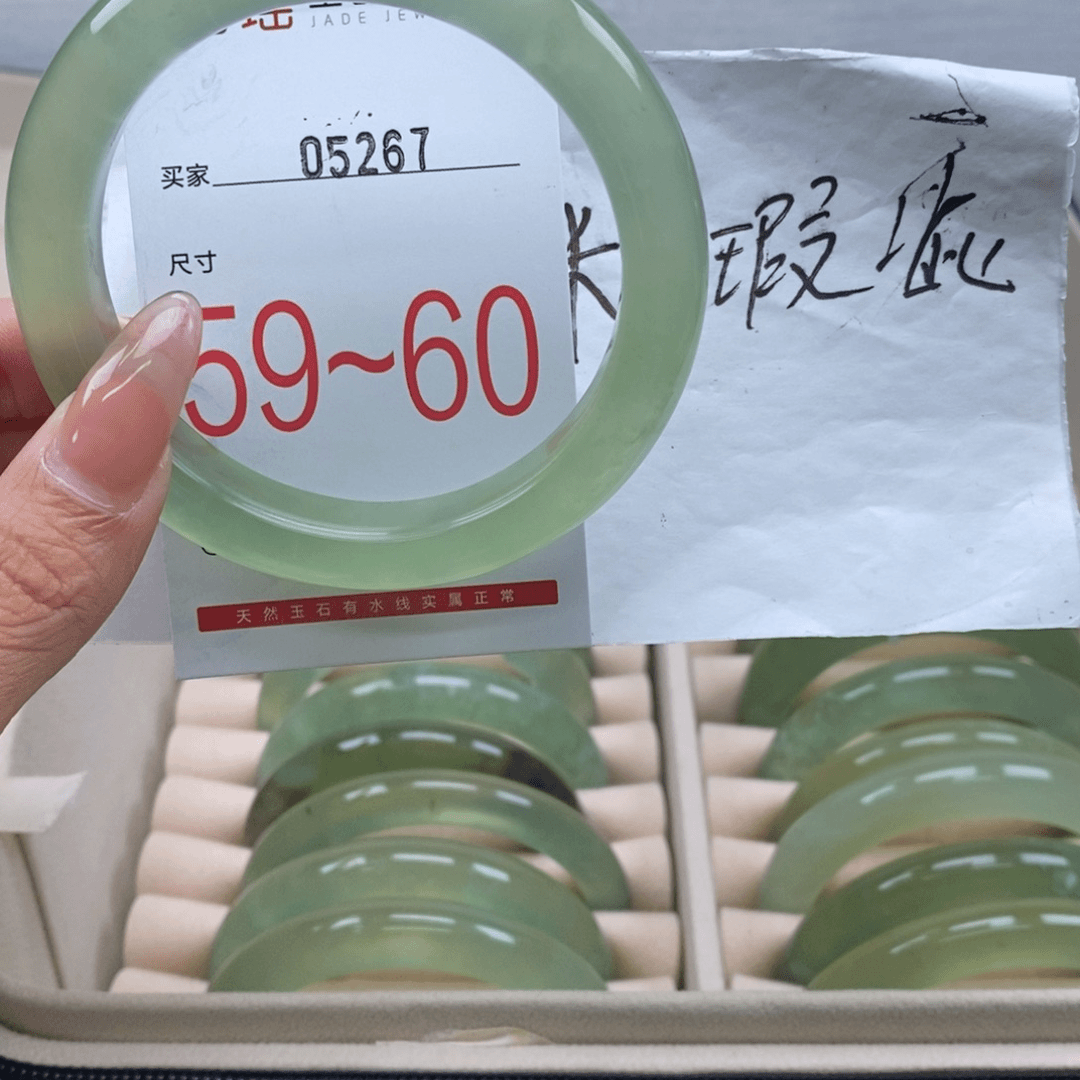 瑶
JADE JEW
买家 05267
尺寸
59~60
天然玉石有水线实属正常
瑕疵